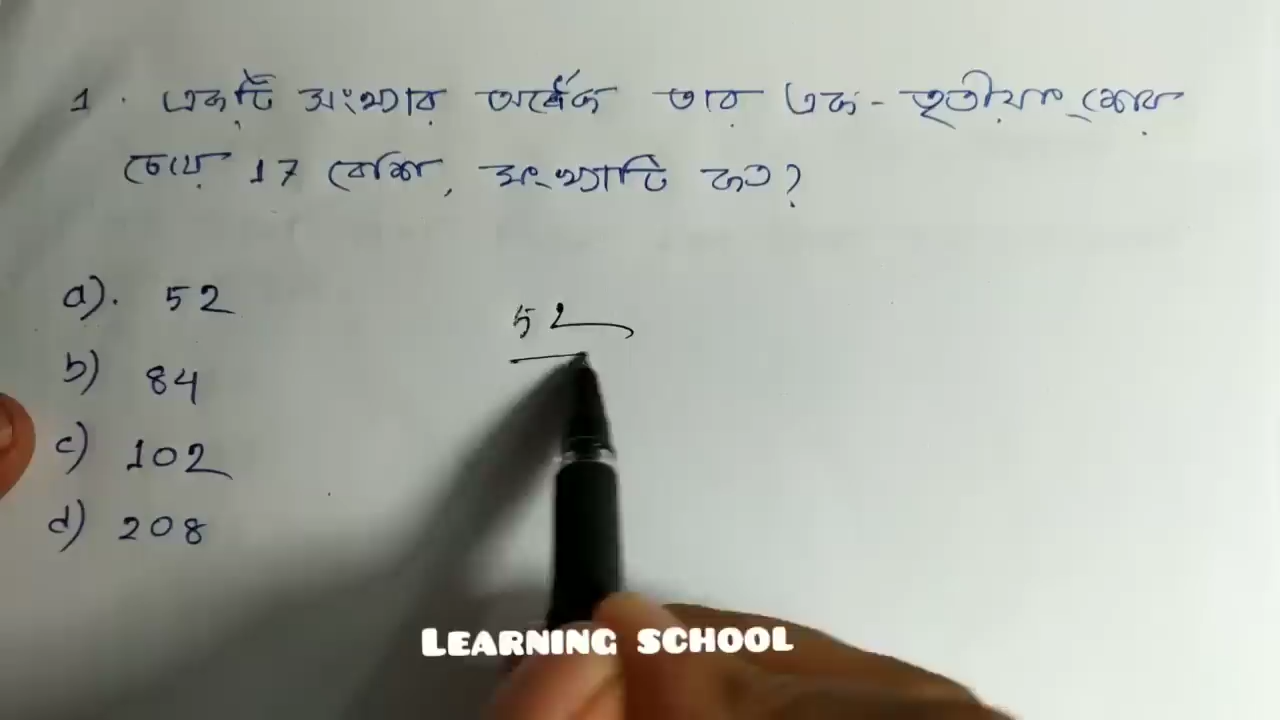 1. একটি সংখ্যার অর্ধেক তার এক-তৃতীয়াংশের
চেয়ে 17 বেশি, সংখ্যাটি কত?
a). 52
b) 84
c) 102
d) 208
52
LEARNING SCHOOL